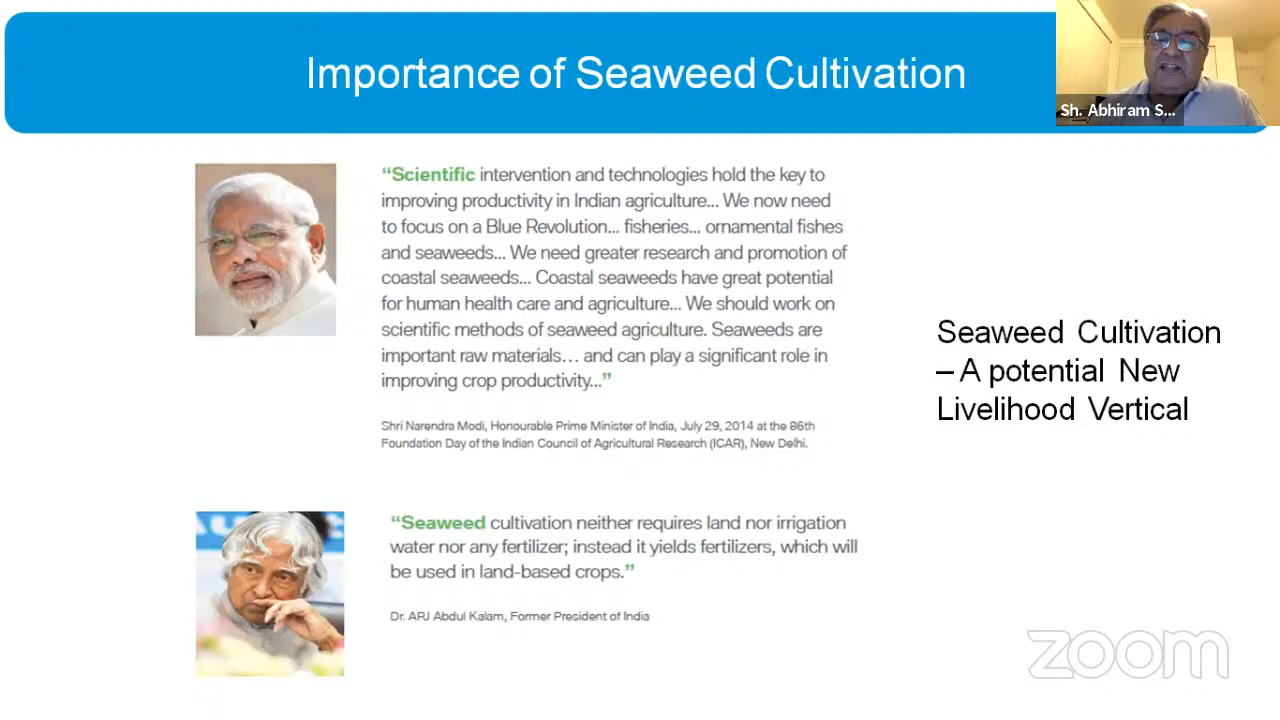 Importance of Seaweed Cultivation
Sh. Abhiram S...
“Scientific intervention and technologies hold the key to
improving productivity in Indian agriculture... We now need
to focus on a Blue Revolution... fisheries... ornamental fishes
and seaweeds... We need greater research and promotion of
coastal seaweeds... Coastal seaweeds have great potential
for human health care and agriculture... We should work on
scientific methods of seaweed agriculture. Seaweeds are
important raw materials... and can play a significant role in
improving crop productivity...”
Shri Narendra Modi, Honourable Prime Minister of India, July 29, 2014 at the 86th
Foundation Day of the Indian Council of Agricultural Research (ICAR), New Delhi.
Seaweed Cultivation
– A potential New
Livelihood Vertical
“Seaweed cultivation neither requires land nor irrigation
water nor any fertilizer; instead it yields fertilizers, which will
be used in land-based crops.”
Dr. APJ Abdul Kalam, Former President of India
zoom